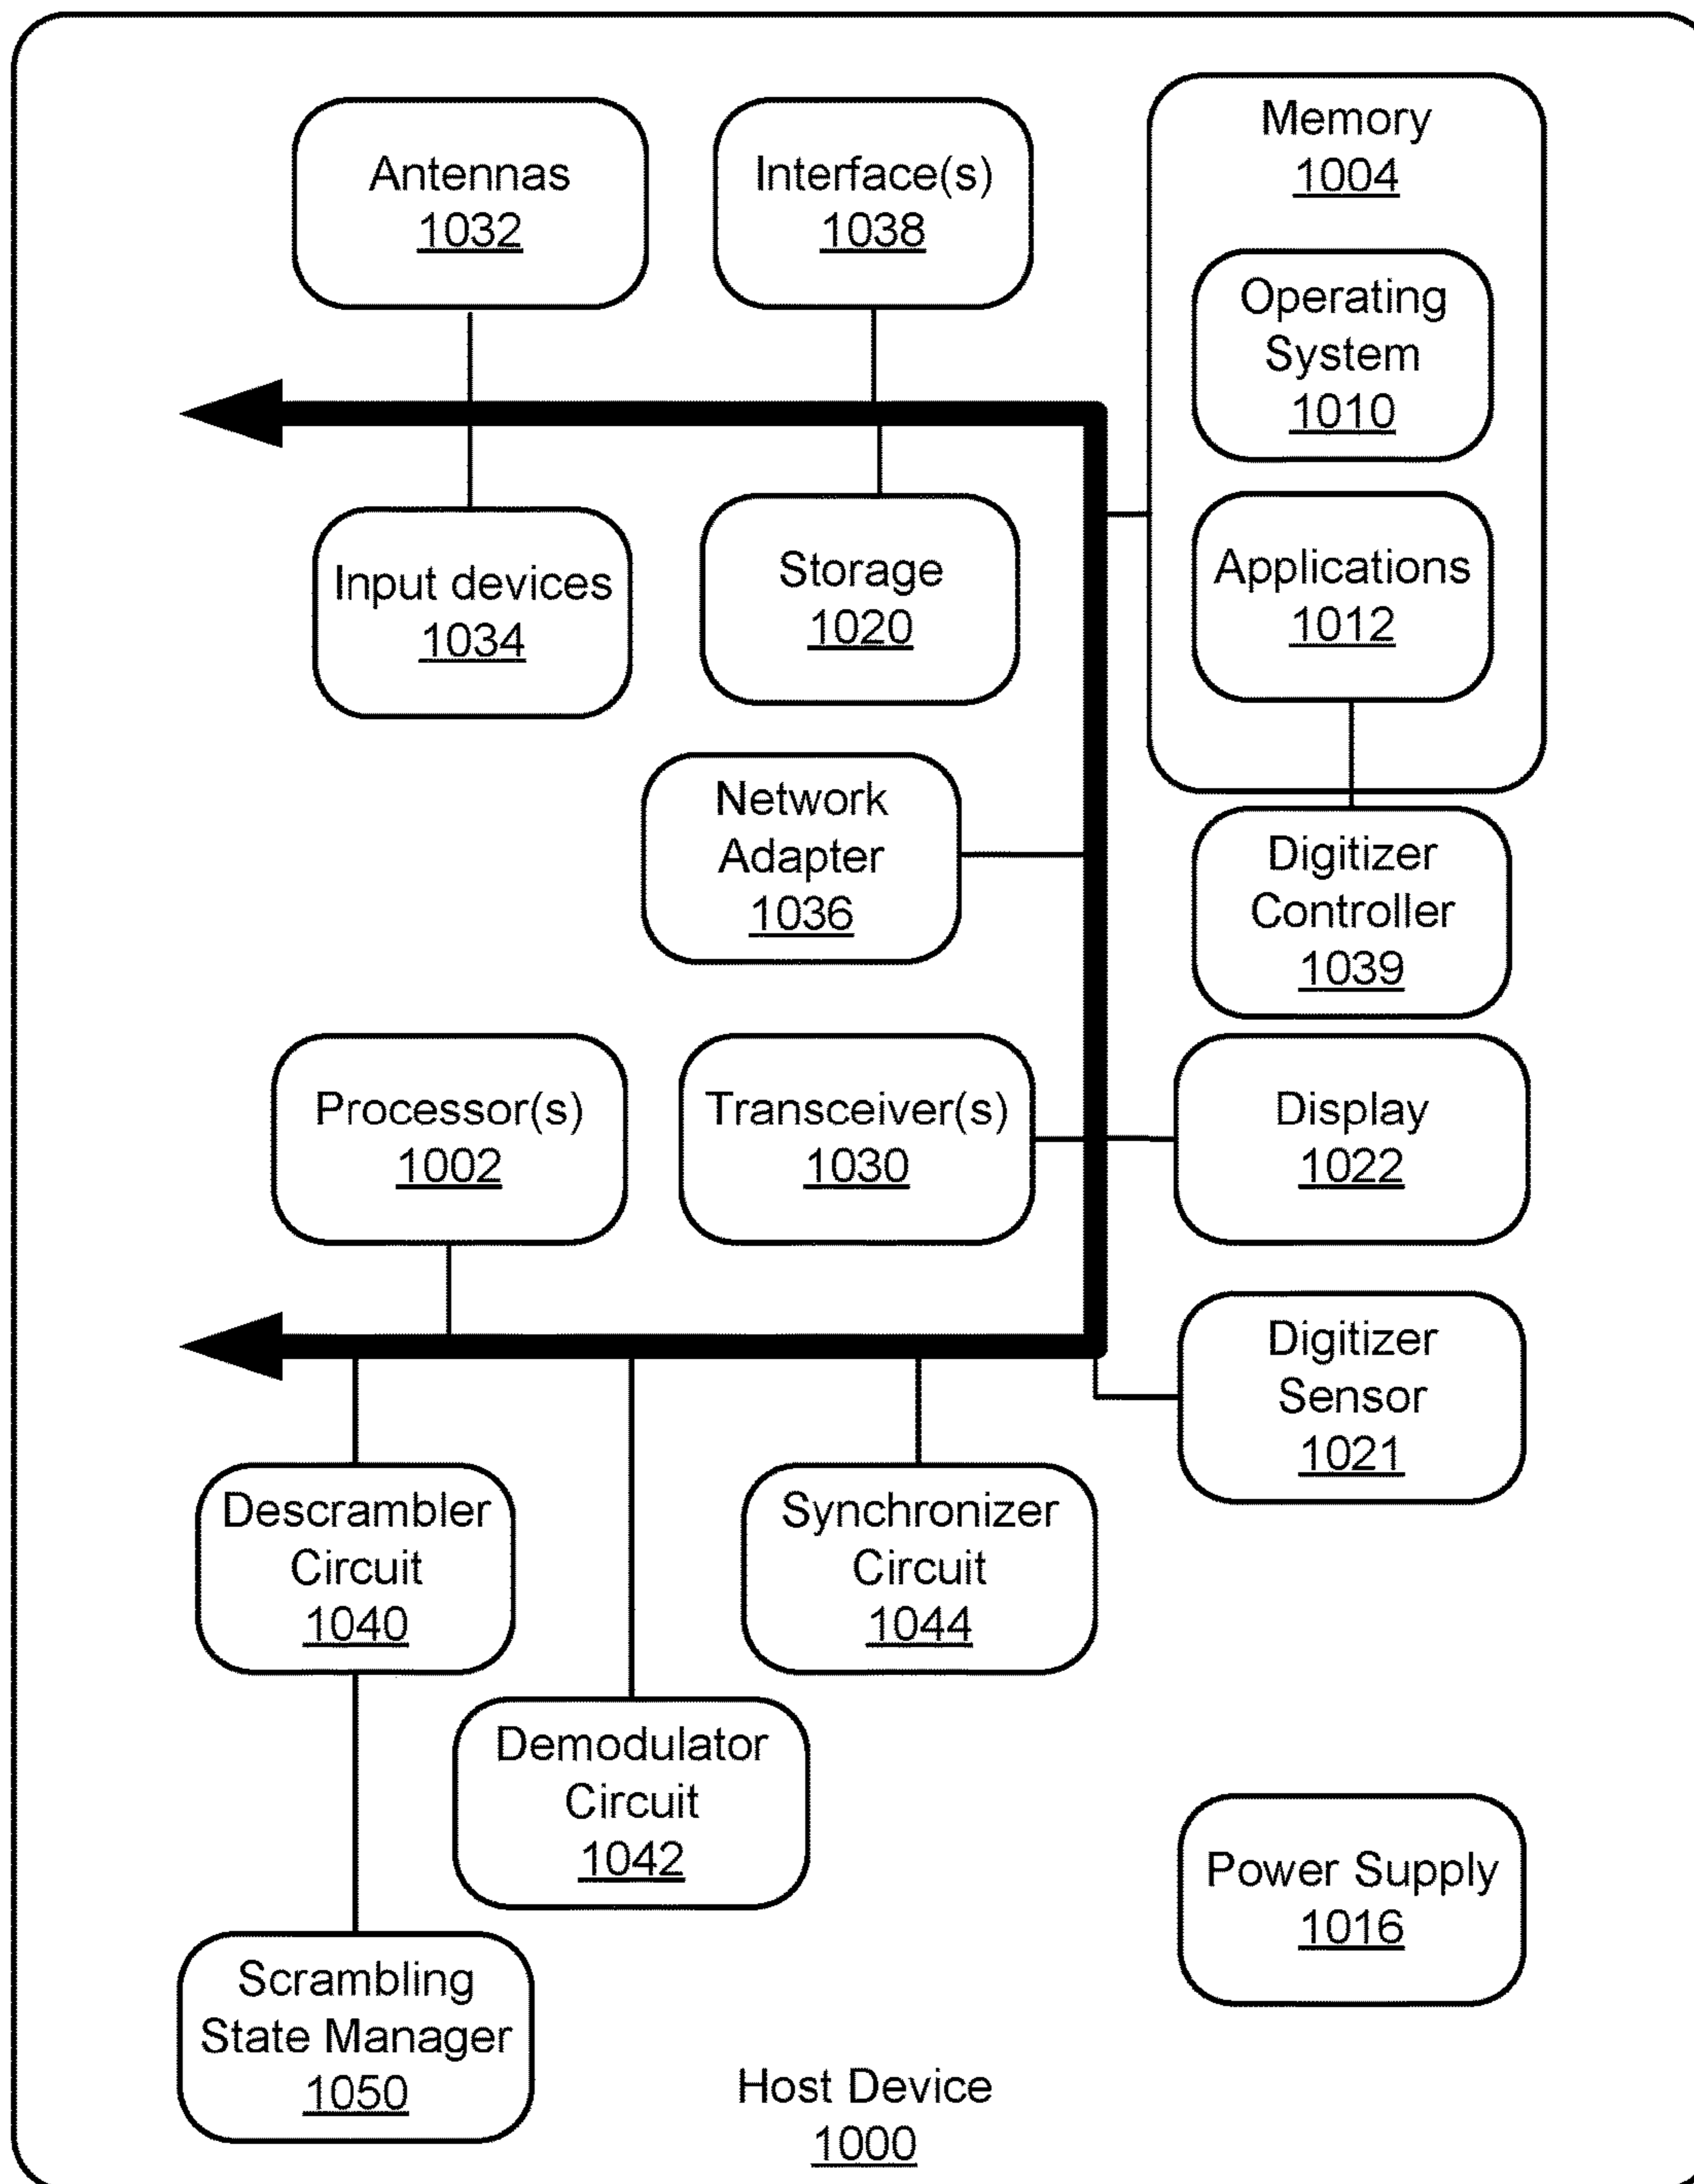 Antennas
1032
Interface(s)
1038
Memory
1004
Operating
System
1010
Applications
1012
Input devices
1034
Storage
1020
Network
Adapter
1036
Digitizer
Controller
1039
Processor(s)
1002
Transceiver(s)
1030
Display
1022
Digitizer
Sensor
1021
Descrambler
Circuit
1040
Synchronizer
Circuit
1044
Demodulator
Circuit
1042
Power Supply
1016
Scrambling
State Manager
1050
Host Device
1000